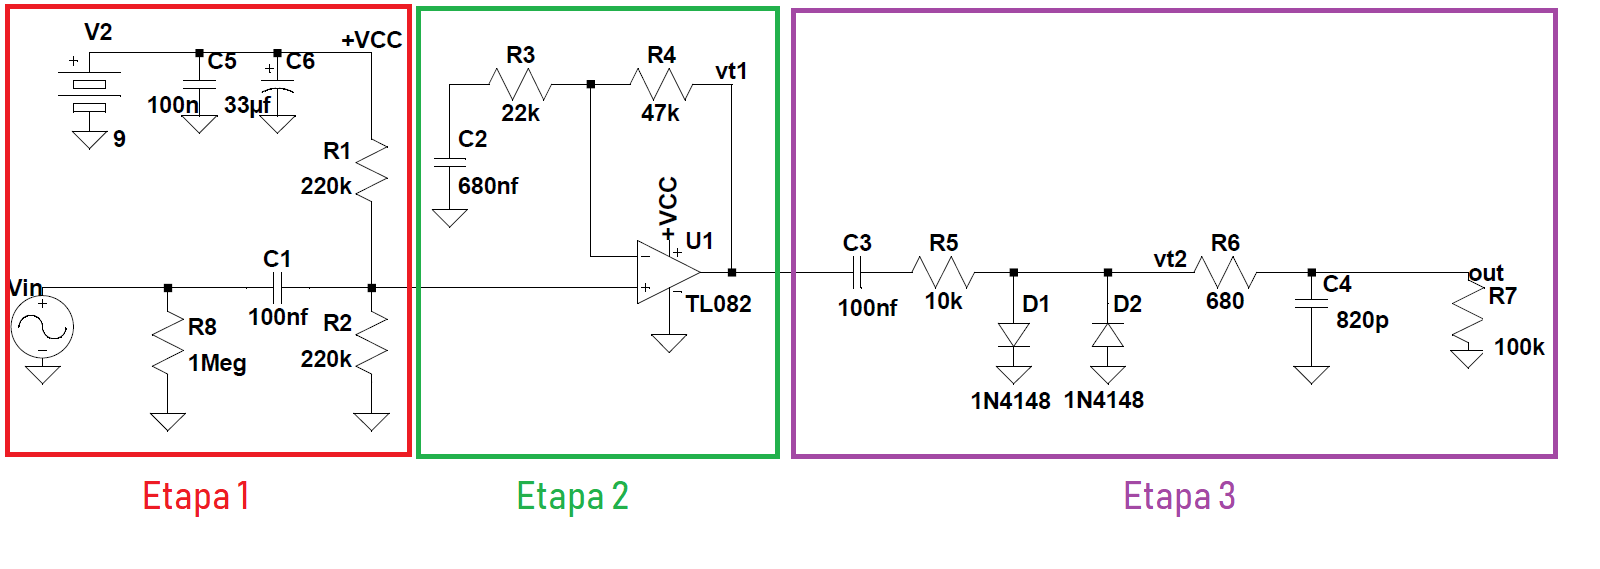 V2
+VCC
C5
C6
100n
33µf
9
R1
220k
C1
Vin
100nf
R8
1Meg
R2
220k
Etapa 1
R3
R4
vt1
22k
47k
C2
680nf
+VCC
U1
TL082
Etapa 2
C3
R5
vt2
R6
out
100nf
10k
D1
D2
680
C4
820p
R7
100k
1N4148
1N4148
Etapa 3